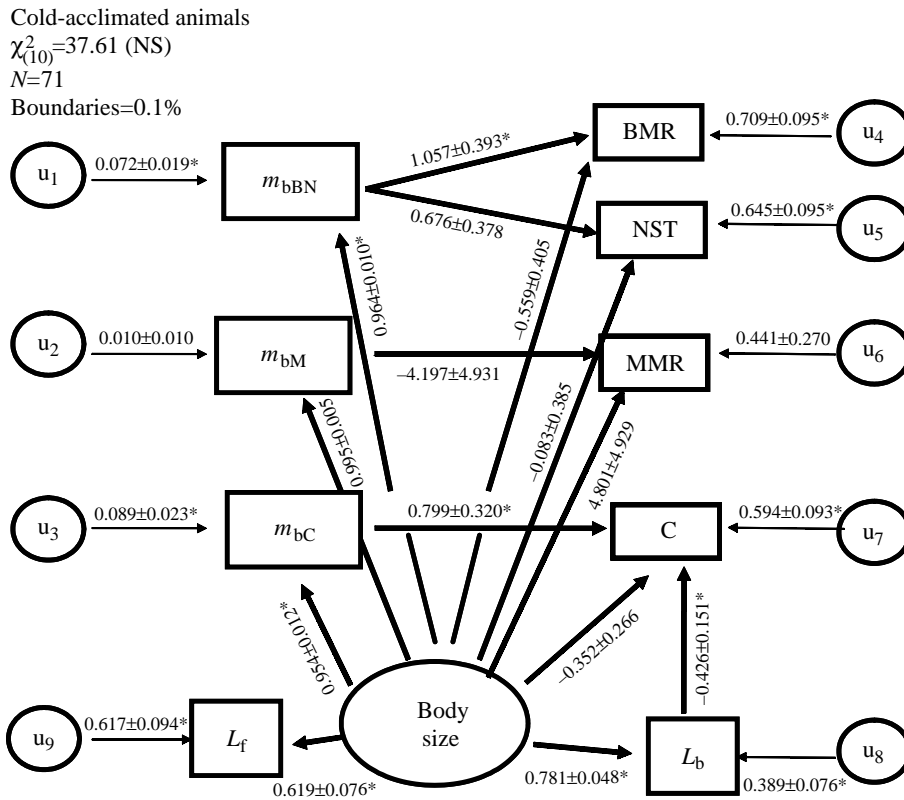 Cold-acclimated animals
χ²(10)=37.61 (NS)
N=71
Boundaries=0.1%
u1
0.072±0.019*
mbBN
1.057±0.393*
BMR
0.709±0.095*
u4
0.676±0.378
NST
0.645±0.095*
u5
0.964±0.010*
–0.559±0.405
u2
0.010±0.010
mbM
–4.197±4.931
MMR
0.441±0.270
u6
0.995±0.005
–0.083±0.385
4.801±4.929
u3
0.089±0.023*
mbC
0.799±0.320*
C
0.594±0.093*
u7
0.954±0.012*
–0.352±0.266
–0.426±0.151*
u9
0.617±0.094*
Lf
0.619±0.076*
Body
size
0.781±0.048*
Lb
0.389±0.076*
u8